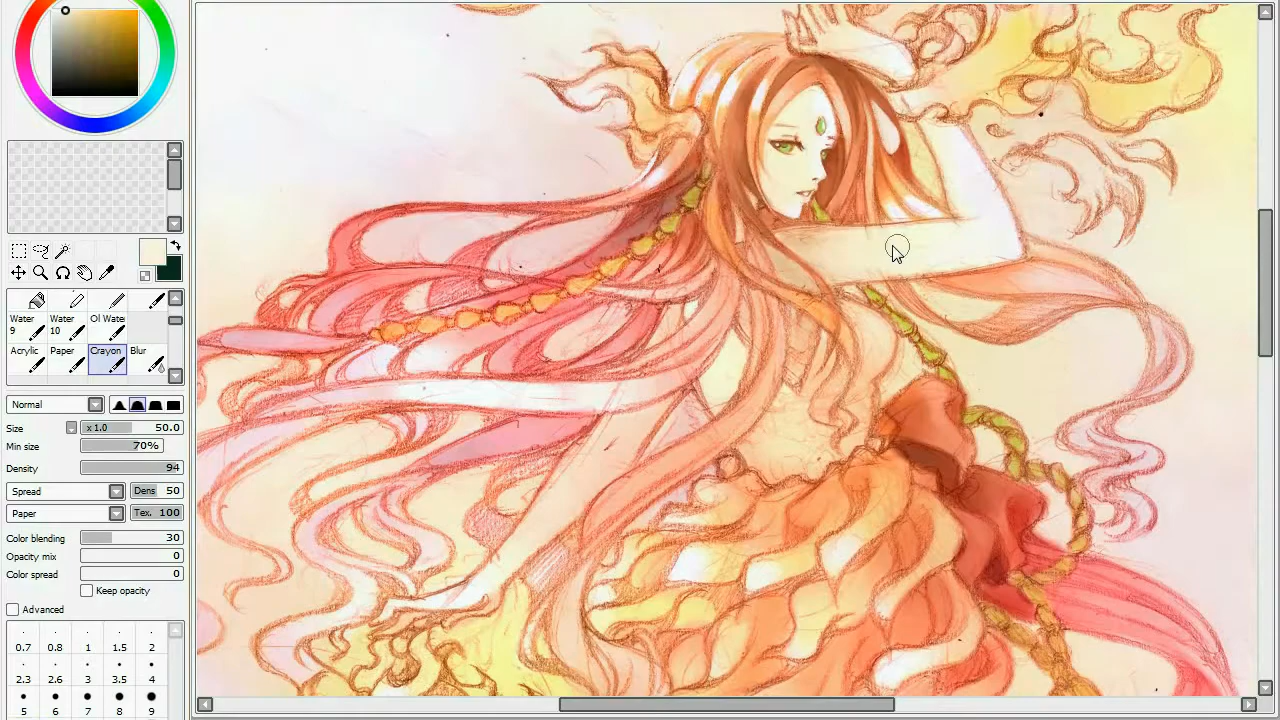 Water Water Ol Wate
9 10
Acrylic Paper Crayon Blur
Normal
Size x 1.0 50.0
Min size 70%
Density 94
Spread Dens 50
Paper Tex. 100
Color blending 30
Opacity mix 0
Color spread 0
Keep opacity
Advanced
0.7 0.8 1 1.5 2
2.3 2.6 3 3.5 4
5 6 7 8 9